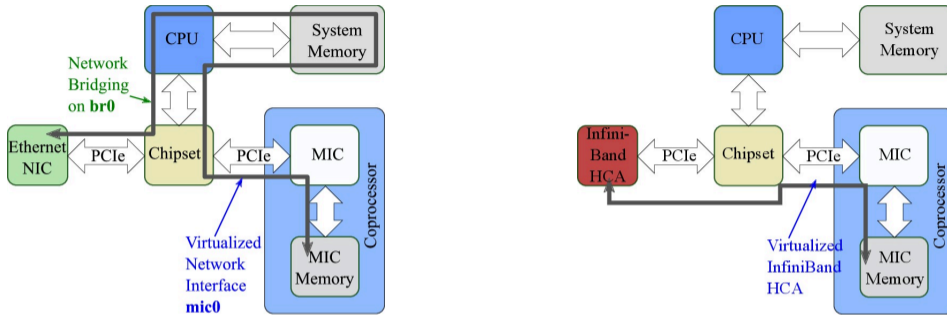 CPU
System
Memory
Network
Bridging
on br0
Ethernet
NIC
PCIe
Chipset
PCIe
MIC
Coprocessor
MIC
Memory
Virtualized
Network
Interface
mic0
CPU
System
Memory
Infini-
Band
HCA
PCIe
Chipset
PCIe
MIC
Coprocessor
MIC
Memory
Virtualized
InfiniBand
HCA